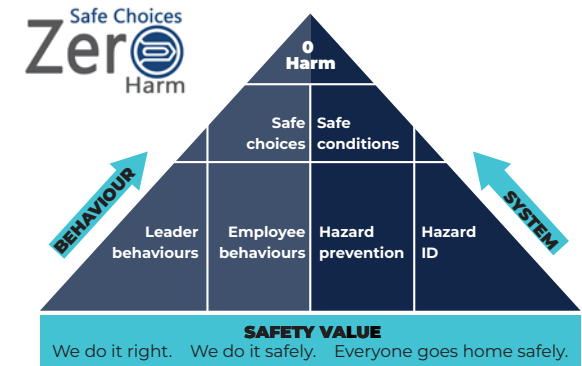 Safe Choices
Zero
Harm
0
Harm
Safe choices
Safe conditions
BEHAVIOUR
SYSTEM
Leader behaviours
Employee behaviours
Hazard prevention
Hazard ID
SAFETY VALUE
We do it right. We do it safely. Everyone goes home safely.